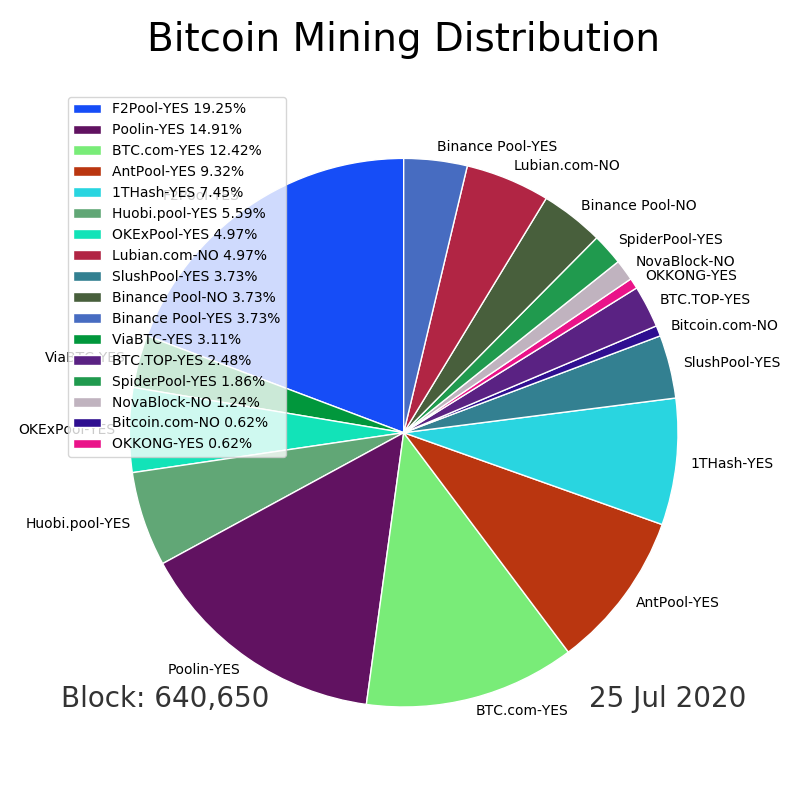 Bitcoin Mining Distribution
F2Pool-YES 19.25%
Poolin-YES 14.91%
BTC.com-YES 12.42%
AntPool-YES 9.32%
1THash-YES 7.45%
Huobi.pool-YES 5.59%
OKExPool-YES 4.97%
Lubian.com-NO 4.97%
SlushPool-YES 3.73%
Binance Pool-NO 3.73%
Binance Pool-YES 3.73%
ViaBTC-YES 3.11%
BTC.TOP-YES 2.48%
SpiderPool-YES 1.86%
NovaBlock-NO 1.24%
Bitcoin.com-NO 0.62%
OKKONG-YES 0.62%
Binance Pool-YES
Lubian.com-NO
Binance Pool-NO
SpiderPool-YES
NovaBlock-NO
OKKONG-YES
BTC.TOP-YES
Bitcoin.com-NO
SlushPool-YES
1THash-YES
AntPool-YES
BTC.com-YES
Poolin-YES
Huobi.pool-YES
OKExPool-YES
ViaBTC-YES
F2Pool-YES
Block: 640,650
25 Jul 2020